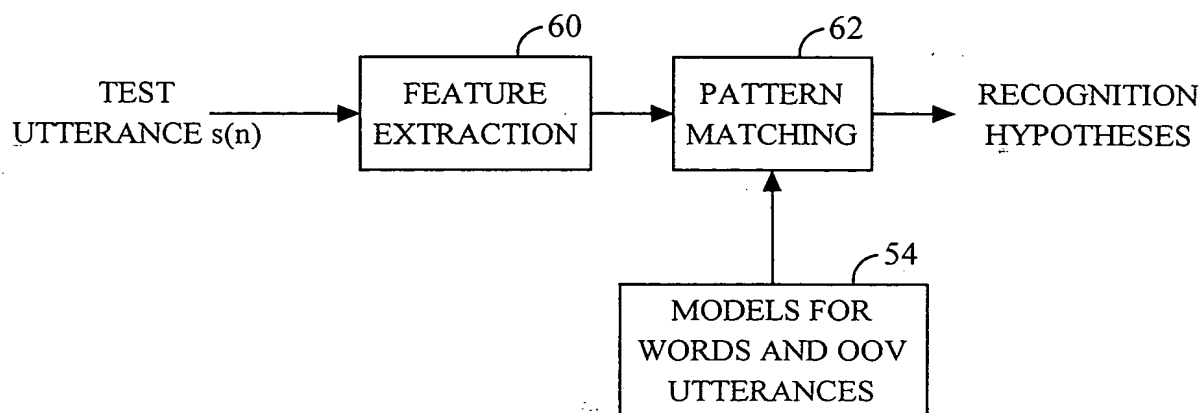 60
62
TEST
UTTERANCE s(n)
FEATURE
EXTRACTION
PATTERN
MATCHING
RECOGNITION
HYPOTHESES
54
MODELS FOR
WORDS AND OOV
UTTERANCES